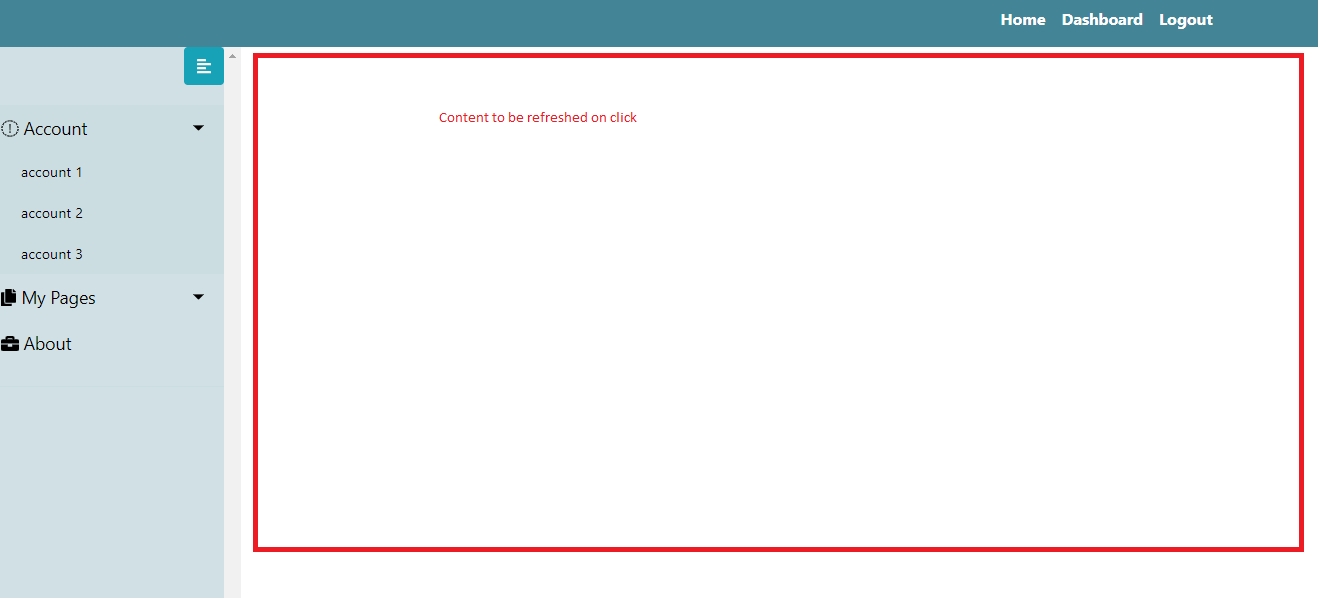 Home Dashboard Logout
Account
account 1
account 2
account 3
My Pages
About
Content to be refreshed on click